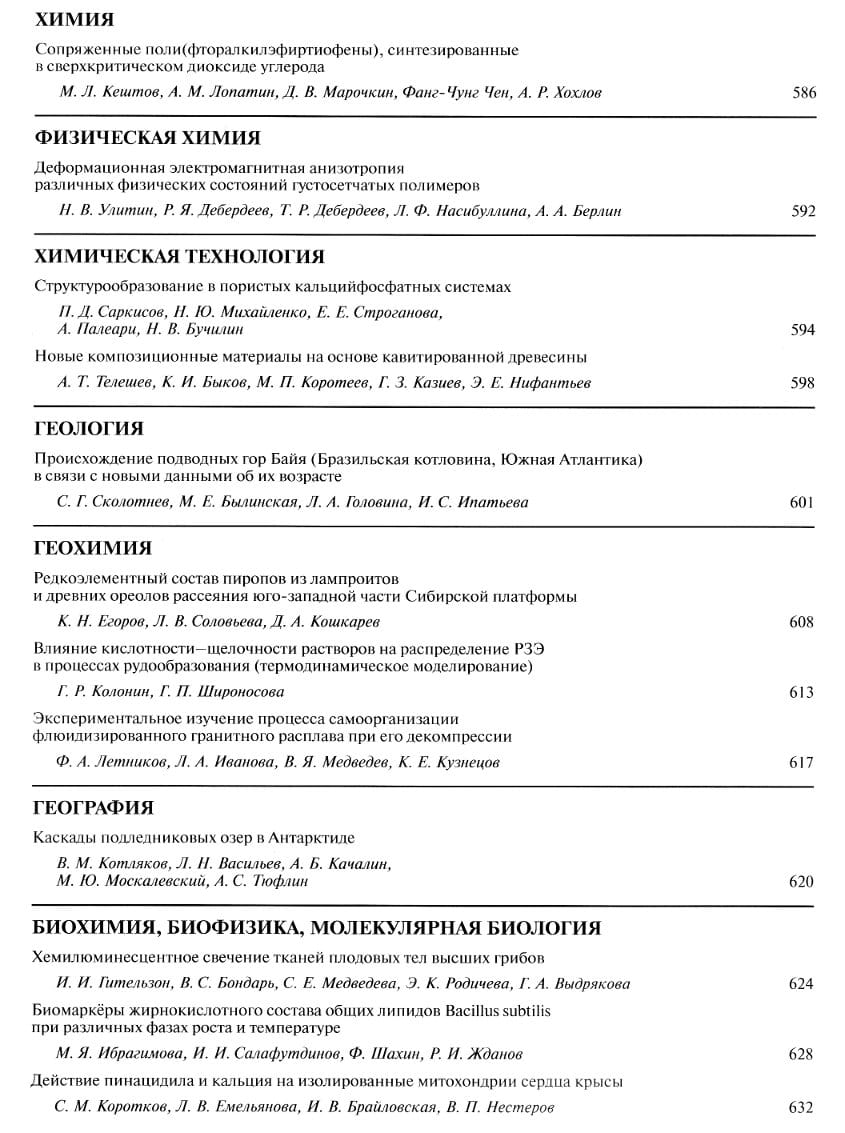 ХИМИЯ
Сопряженные поли(фторалкилэфиртиофены), синтезированные
в сверхкритическом диоксиде углерода
М. Л. Кештов, А. М. Лопатин, Д. В. Марочкин, Фанг-Чунг Чен, А. Р. Хохлов 586
ФИЗИЧЕСКАЯ ХИМИЯ
Деформационная электромагнитная анизотропия
различных физических состояний густосетчатых полимеров
Н. В. Улитин, Р. Я. Дебердеев, Т. Р. Дебердеев, Л. Ф. Насибуллина, А. А. Берлин 592
ХИМИЧЕСКАЯ ТЕХНОЛОГИЯ
Структурообразование в пористых кальцийфосфатных системах
П. Д. Саркисов, Н. Ю. Михайленко, Е. Е. Строганова,
А. Палеари, Н. В. Бучилин 594
Новые композиционные материалы на основе кавитированной древесины
А. Т. Телешев, К. И. Быков, М. П. Коротеев, Г. З. Казиев, Э. Е. Нифантьев 598
ГЕОЛОГИЯ
Происхождение подводных гор Байя (Бразильская котловина, Южная Атлантика)
в связи с новыми данными об их возрасте
С. Г. Сколотнев, М. Е. Былинская, Л. А. Головина, И. С. Ипатьева 601
ГЕОХИМИЯ
Редкоэлементный состав пиропов из лампроитов
и древних ореолов рассеяния юго-западной части Сибирской платформы
К. Н. Егоров, Л. В. Соловьева, Д. А. Кошкарев 608
Влияние кислотности–щелочности растворов на распределение РЗЭ
в процессах рудообразования (термодинамическое моделирование)
Г. Р. Колонин, Г. П. Широносова 613
Экспериментальное изучение процесса самоорганизации
флюидизированного гранитного расплава при его декомпрессии
Ф. А. Летников, Л. А. Иванова, В. Я. Медведев, К. Е. Кузнецов 617
ГЕОГРАФИЯ
Каскады подледниковых озер в Антарктиде
В. М. Котляков, Л. Н. Васильев, А. Б. Качалин,
М. Ю. Москалевский, А. С. Тюфлин 620
БИОХИМИЯ, БИОФИЗИКА, МОЛЕКУЛЯРНАЯ БИОЛОГИЯ
Хемилюминесцентное свечение тканей плодовых тел высших грибов
И. И. Гительзон, В. С. Бондарь, С. Е. Медведева, Э. К. Родичева, Г. А. Выдрякова 624
Биомаркёры жирнокислотного состава общих липидов Bacillus subtilis
при различных фазах роста и температуре
М. Я. Ибрагимова, И. И. Салафутдинов, Ф. Шахин, Р. И. Жданов 628
Действие пинацидила и кальция на изолированные митохондрии сердца крысы
С. М. Коротков, Л. В. Емельянова, И. В. Брайловская, В. П. Нестеров 632